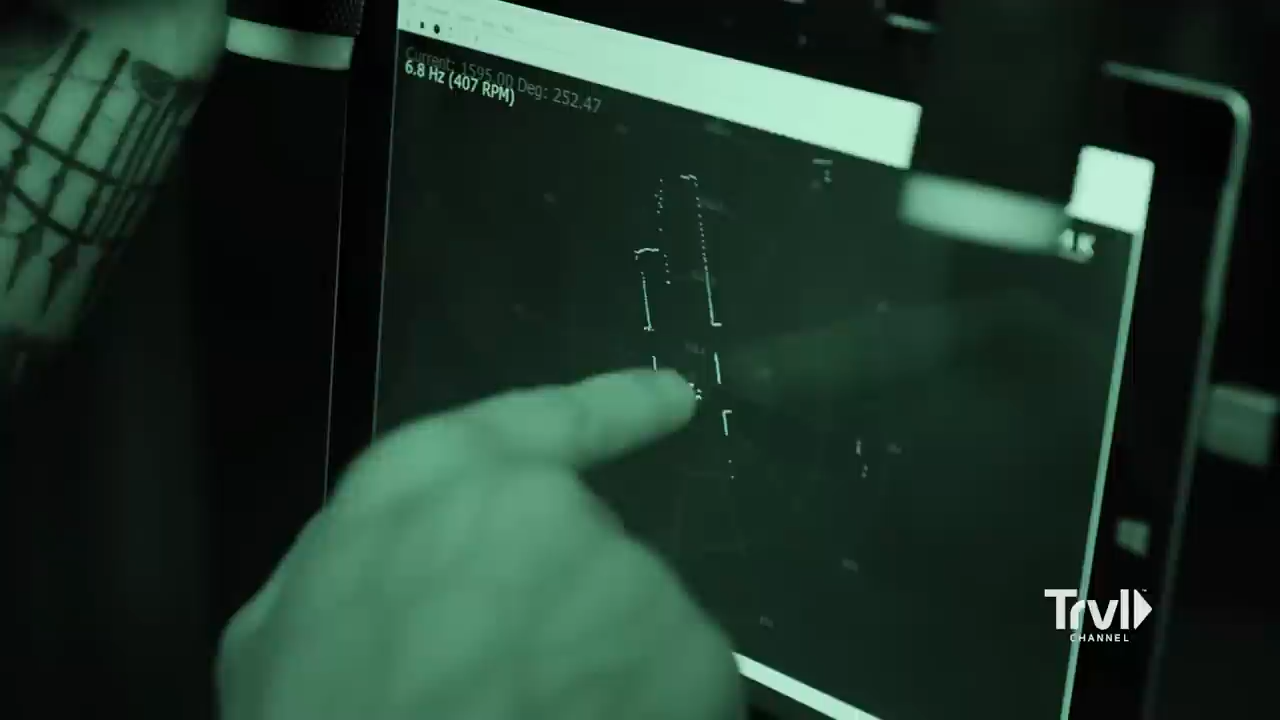 Current: 1595.00 Deg: 252.47
6.8 Hz (407 RPM)
Trvl
CHANNEL